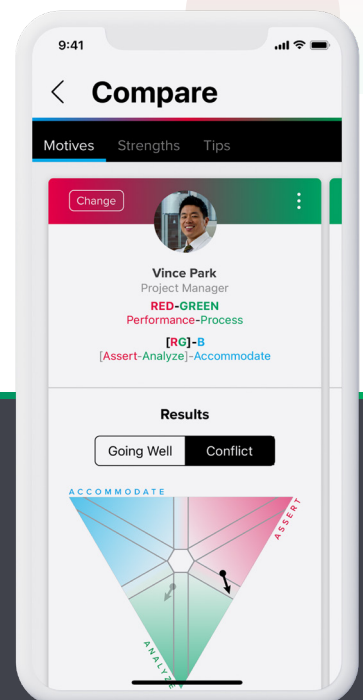 9:41
Compare
Motives Strengths Tips
Change
Vince Park
Project Manager
RED-GREEN
Performance-Process
[RG]-B
[Assert-Analyze]-Accommodate
Results
Going Well Conflict
ACCOMMODATE
ASSERT
ANALYZE